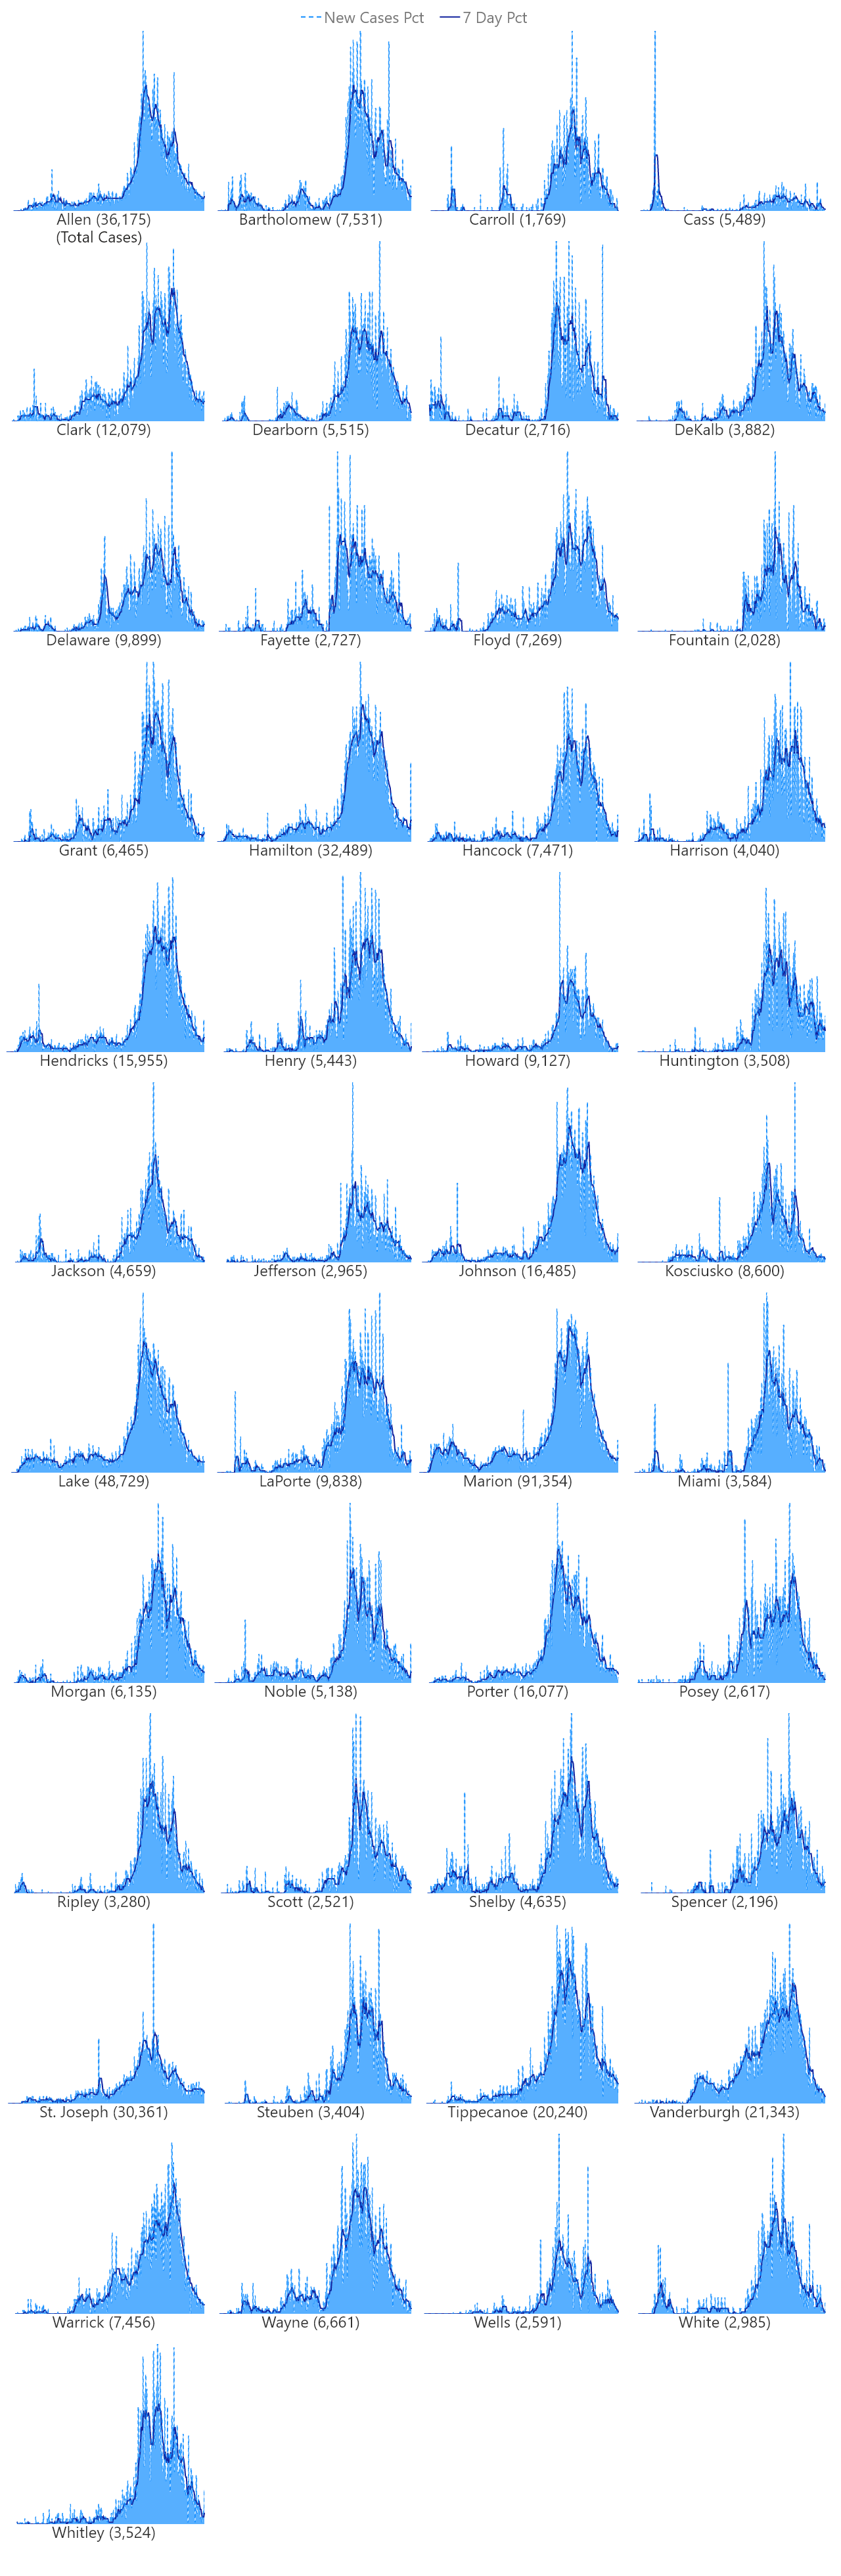 New Cases Pct 7 Day Pct
Allen (36,175) Bartholomew (7,531) Carroll (1,769) Cass (5,489)
(Total Cases)
Clark (12,079) Dearborn (5,515) Decatur (2,716) DeKalb (3,882)
Delaware (9,899) Fayette (2,727) Floyd (7,269) Fountain (2,028)
Grant (6,465) Hamilton (32,489) Hancock (7,471) Harrison (4,040)
Hendricks (15,955) Henry (5,443) Howard (9,127) Huntington (3,508)
Jackson (4,659) Jefferson (2,965) Johnson (16,485) Kosciusko (8,600)
Lake (48,729) LaPorte (9,838) Marion (91,354) Miami (3,584)
Morgan (6,135) Noble (5,138) Porter (16,077) Posey (2,617)
Ripley (3,280) Scott (2,521) Shelby (4,635) Spencer (2,196)
St. Joseph (30,361) Steuben (3,404) Tippecanoe (20,240) Vanderburgh (21,343)
Warrick (7,456) Wayne (6,661) Wells (2,591) White (2,985)
Whitley (3,524)